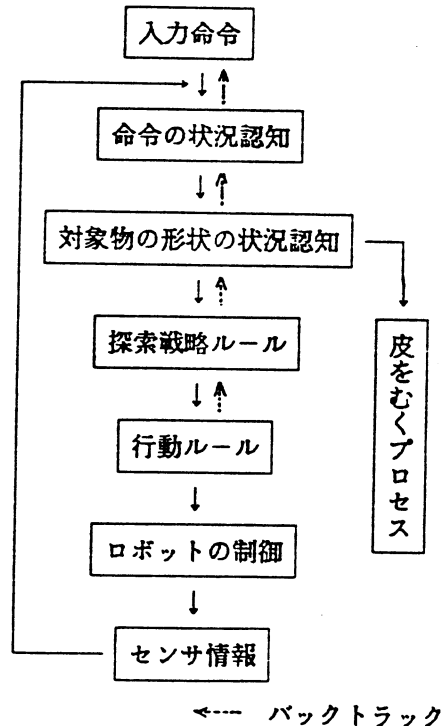 入力命令
命令の状況認知
対象物の形状の状況認知
探索戦略ルール
皮をむくプロセス
行動ルール
ロボットの制御
センサ情報
バックトラック